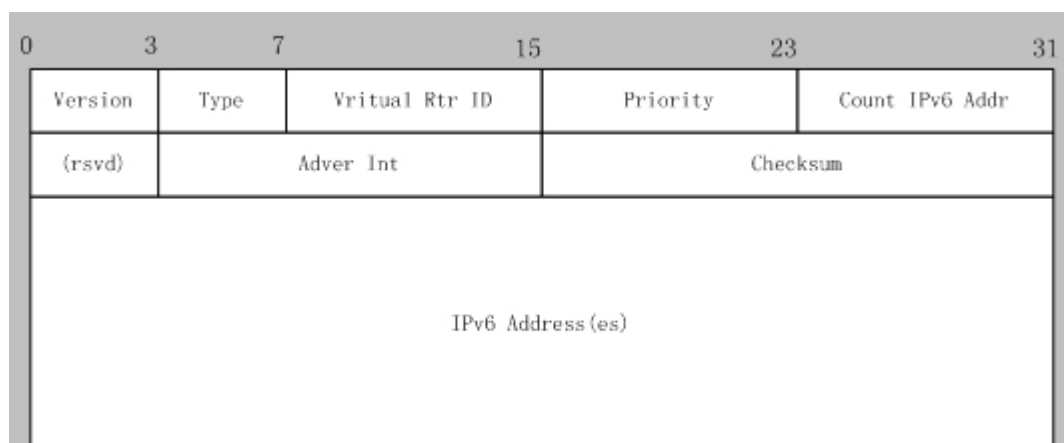 0 3 7 15 23 31
Version Type Vritual Rtr ID Priority Count IPv6 Addr
(rsvd) Adver Int Checksum
IPv6 Address(es)